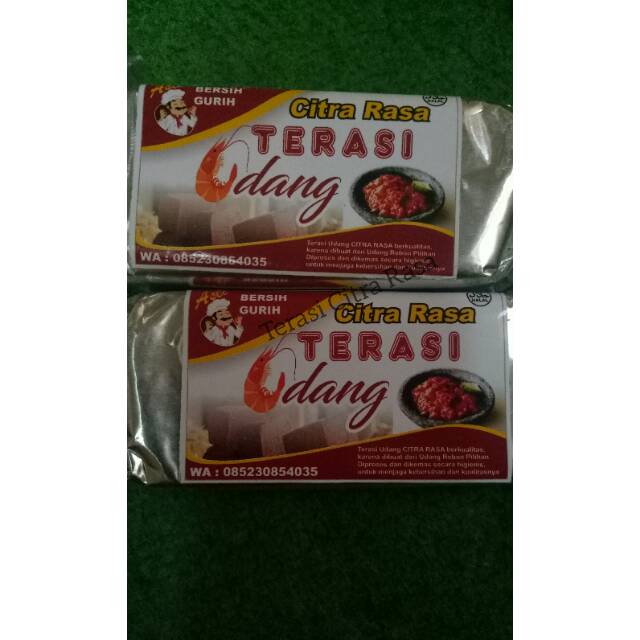 BERSIH
GURIH
HALAL
Citra Rasa
TERASI
Udang
Terasi Udang CITRA RASA berkualitas,
karena dibuat dari Udang Rebon Pilihan
Diproses dan dikemas secara higienis,
untuk menjaga kebersihan dan kualitasnya
WA : 085230854035
Terasi Citra Rasa
BERSIH
GURIH
HALAL
Citra Rasa
TERASI
Udang
Terasi Udang CITRA RASA berkualitas,
karena dibuat dari Udang Rebon Pilihan
Diproses dan dikemas secara higienis,
untuk menjaga kebersihan dan kualitasnya
WA : 085230854035